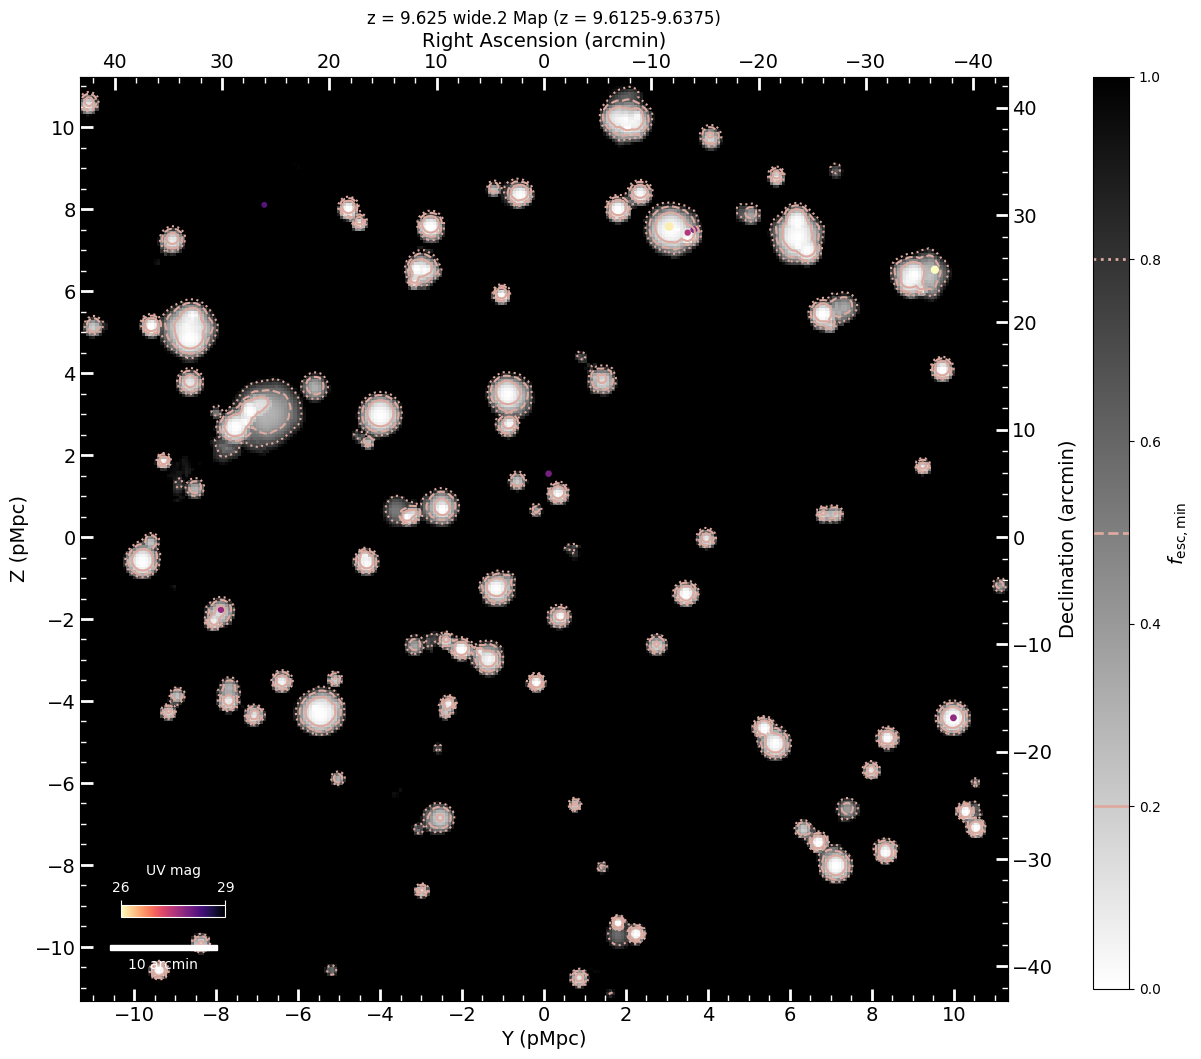 z = 9.625 wide.2 Map (z = 9.6125-9.6375)
Right Ascension (arcmin)
40 30 20 10 0 −10 −20 −30 −40
10
8
6
4
2
0
−2
−4
−6
−8
−10
Z (pMpc)
UV mag
26 29
10 arcmin
−10 −8 −6 −4 −2 0 2 4 6 8 10
Y (pMpc)
40
30
20
10
0
−10
−20
−30
−40
Declination (arcmin)
1.0
0.8
0.6
0.4
0.2
0.0
fesc,min